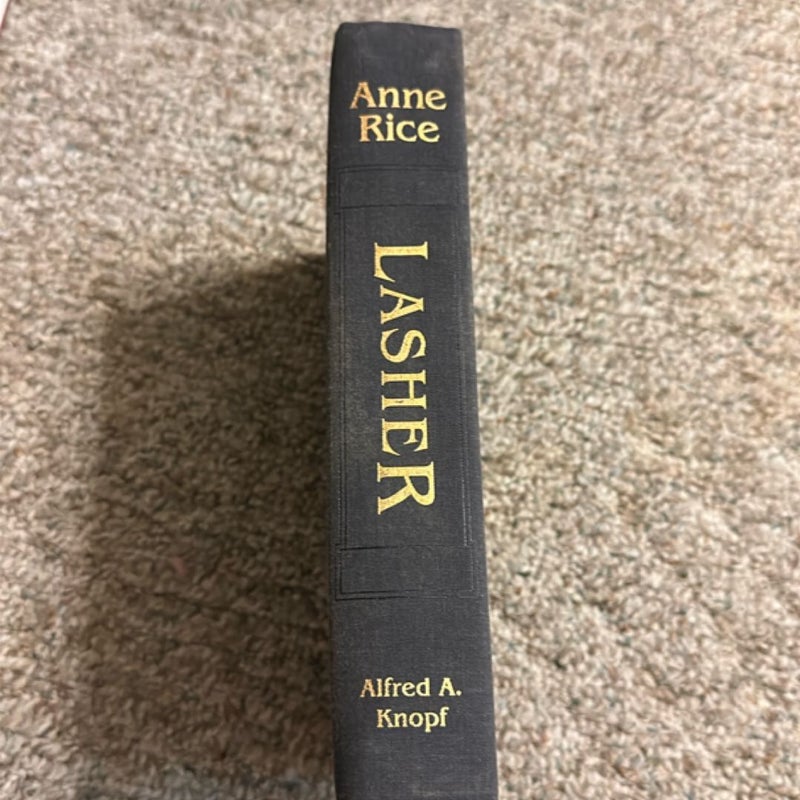 Anne
Rice
LASHER
Alfred A.
Knopf